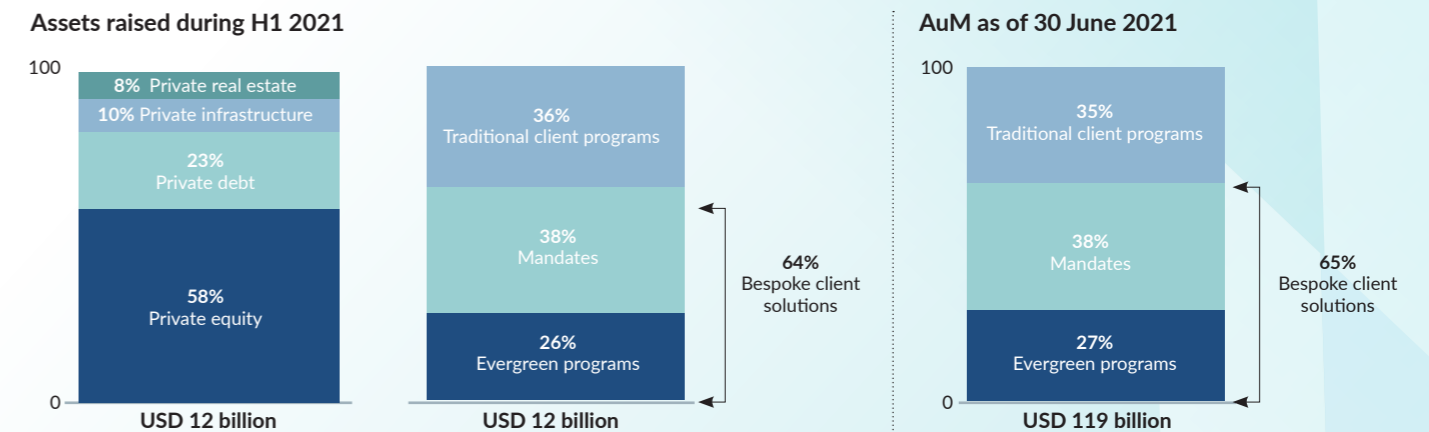 Assets raised during H1 2021
100
8% Private real estate
10% Private infrastructure
23%
Private debt
58%
Private equity
0
USD 12 billion
36%
Traditional client programs
38%
Mandates
26%
Evergreen programs
USD 12 billion
64%
Bespoke client
solutions
AuM as of 30 June 2021
100
35%
Traditional client programs
38%
Mandates
27%
Evergreen programs
0
USD 119 billion
65%
Bespoke client
solutions